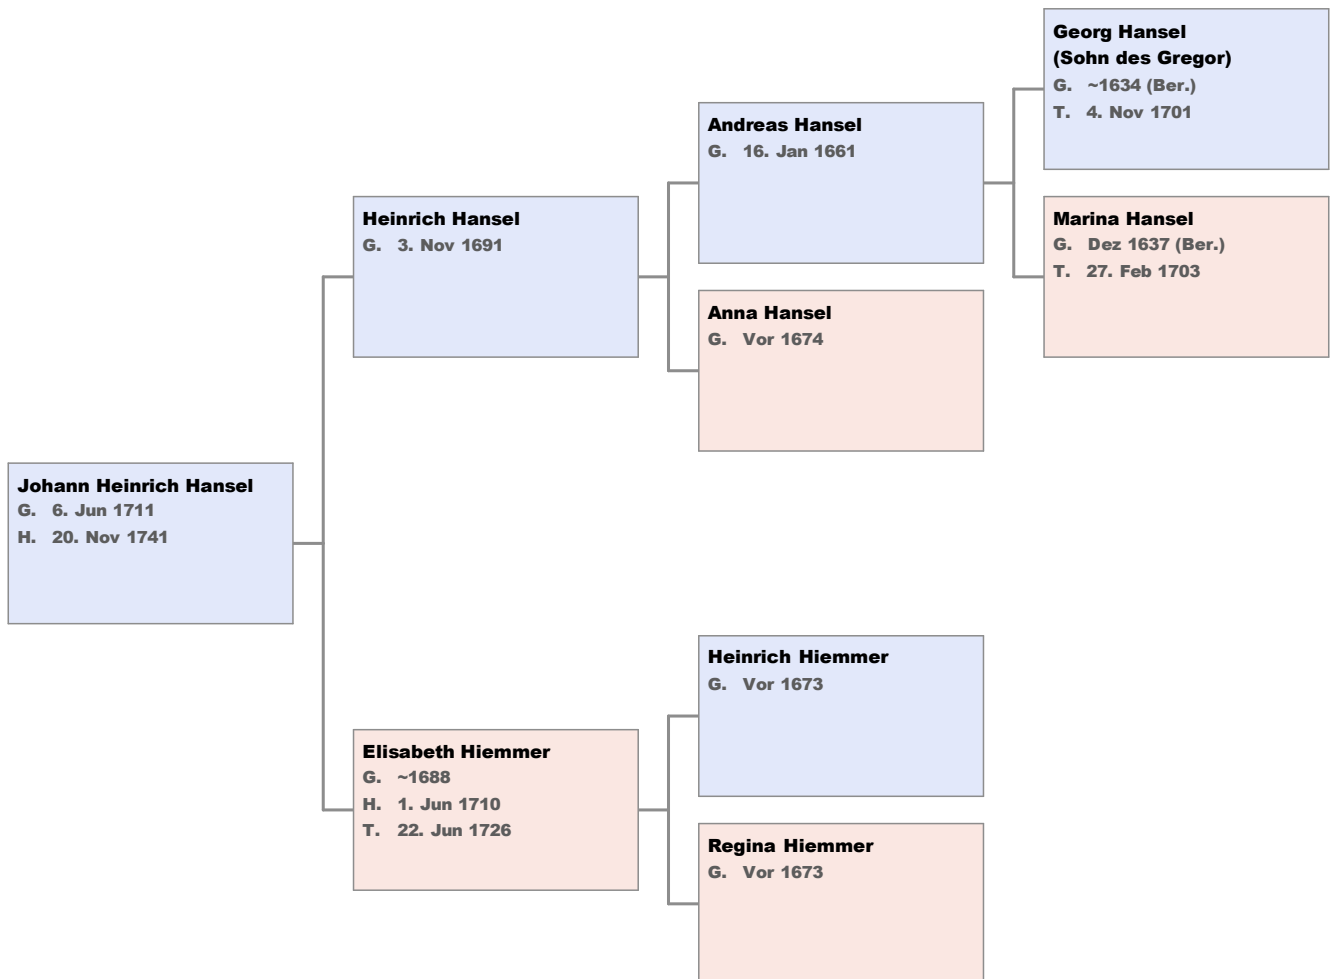 Georg Hansel
(Sohn des Gregor)
G. ~1634 (Ber.)
T. 4. Nov 1701
Andreas Hansel
G. 16. Jan 1661
Heinrich Hansel
G. 3. Nov 1691
Marina Hansel
G. Dez 1637 (Ber.)
T. 27. Feb 1703
Anna Hansel
G. Vor 1674
Johann Heinrich Hansel
G. 6. Jun 1711
H. 20. Nov 1741
Heinrich Hiemmer
G. Vor 1673
Elisabeth Hiemmer
G. ~1688
H. 1. Jun 1710
T. 22. Jun 1726
Regina Hiemmer
G. Vor 1673